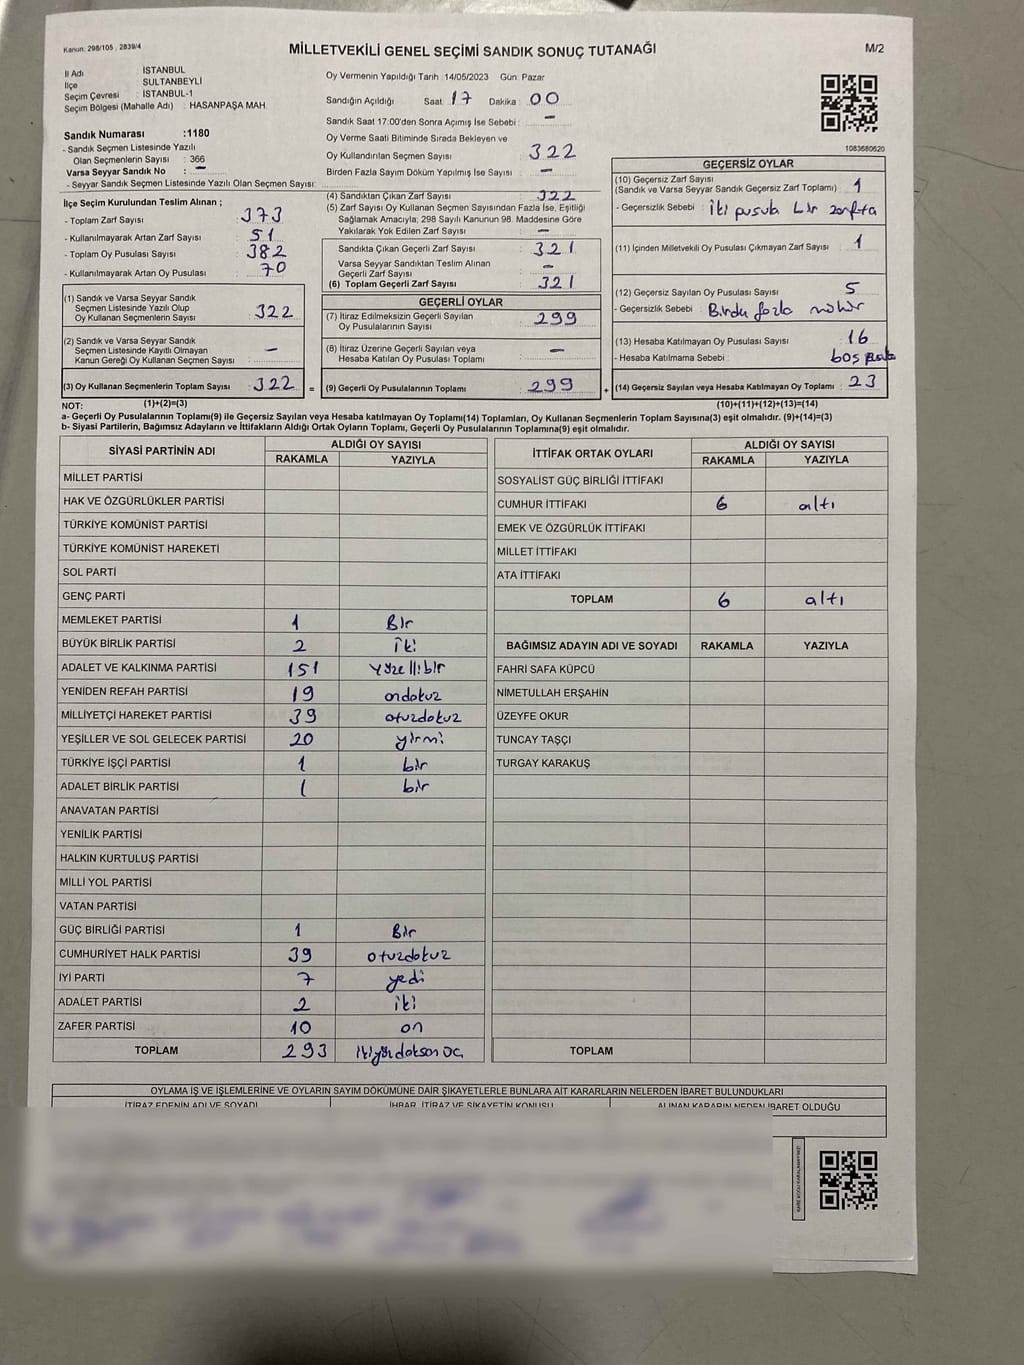 Kanun: 298/105 , 2839/4
MİLLETVEKİLİ GENEL SEÇİMİ SANDIK SONUÇ TUTANAĞI
M/2
İl Adı İSTANBUL
İlçe SULTANBEYLİ
Seçim Çevresi : İSTANBUL-1
Seçim Bölgesi (Mahalle Adı) : HASANPAŞA MAH.
Sandık Numarası :1180
- Sandık Seçmen Listesinde Yazılı
Olan Seçmenlerin Sayısı : 366
Varsa Seyyar Sandık No : —
- Seyyar Sandık Seçmen Listesinde Yazılı Olan Seçmen Sayısı:
Oy Vermenin Yapıldığı Tarih :14/05/2023 Gün: Pazar
Sandığın Açıldığı Saat: 17 Dakika : 00
Sandık Saat 17:00'den Sonra Açmış İse Sebebi : —
Oy Verme Saati Bitiminde Sırada Bekleyen ve
Oy Kullandırılan Seçmen Sayısı : 322
Birden Fazla Sayım Döküm Yapılmış İse Sayısı : —
1083680620
İlçe Seçim Kurulundan Teslim Alınan ;
- Toplam Zarf Sayısı : 373
- Kullanılmayarak Artan Zarf Sayısı : 51
- Toplam Oy Pusulası Sayısı : 382
- Kullanılmayarak Artan Oy Pusulası : 70
(1) Sandık ve Varsa Seyyar Sandık
Seçmen Listesinde Yazılı Olup
Oy Kullanan Seçmenlerin Sayısı : 322
(2) Sandık ve Varsa Seyyar Sandık
Seçmen Listesinde Kayıtlı Olmayan
Kanun Gereği Oy Kullanan Seçmen Sayısı : —
(3) Oy Kullanan Seçmenlerin Toplam Sayısı : 322 =
(4) Sandıktan Çıkan Zarf Sayısı : 322
(5) Zarf Sayısı Oy Kullanan Seçmen Sayısından Fazla İse, Eşitliği
Sağlamak Amacıyla; 298 Sayılı Kanunun 98. Maddesine Göre
Yakılarak Yok Edilen Zarf Sayısı : —
Sandıkta Çıkan Geçerli Zarf Sayısı : 321
Varsa Seyyar Sandıktan Teslim Alınan
Geçerli Zarf Sayısı : —
(6) Toplam Geçerli Zarf Sayısı : 321
GEÇERLİ OYLAR
(7) İtiraz Edilmeksizin Geçerli Sayılan
Oy Pusulalarının Sayısı : 299
(8) İtiraz Üzerine Geçerli Sayılan veya
Hesaba Katılan Oy Pusulası Toplamı : —
(9) Geçerli Oy Pusulalarının Toplamı : 299 +
GEÇERSİZ OYLAR
(10) Geçersiz Zarf Sayısı
(Sandık ve Varsa Seyyar Sandık Geçersiz Zarf Toplamı) : 1
- Geçersizlik Sebebi : iki pusula bir zarfta
(11) İçinden Milletvekili Oy Pusulası Çıkmayan Zarf Sayısı : 1
(12) Geçersiz Sayılan Oy Pusulası Sayısı : 5
- Geçersizlik Sebebi : Birden fazla mühür
(13) Hesaba Katılmayan Oy Pusulası Sayısı : 16
- Hesaba Katılmama Sebebi : boş pusula
(14) Geçersiz Sayılan veya Hesaba Katılmayan Oy Toplamı : 23
NOT: (1)+(2)=(3) (10)+(11)+(12)+(13)=(14)
a- Geçerli Oy Pusulalarının Toplamı(9) ile Geçersiz Sayılan veya Hesaba katılmayan Oy Toplamı(14) Toplamları, Oy Kullanan Seçmenlerin Toplam Sayısına(3) eşit olmalıdır. (9)+(14)=(3)
b- Siyasi Partilerin, Bağımsız Adayların ve İttifakların Aldığı Ortak Oyların Toplamı, Geçerli Oy Pusulalarının Toplamına(9) eşit olmalıdır.
SİYASİ PARTİNİN ADI ALDIĞI OY SAYISI
RAKAMLA YAZIYLA
MİLLET PARTİSİ
HAK VE ÖZGÜRLÜKLER PARTİSİ
TÜRKİYE KOMÜNİST PARTİSİ
TÜRKİYE KOMÜNİST HAREKETİ
SOL PARTİ
GENÇ PARTİ
MEMLEKET PARTİSİ 1 Bir
BÜYÜK BİRLİK PARTİSİ 2 iki
ADALET VE KALKINMA PARTİSİ 151 yüzellibir
YENİDEN REFAH PARTİSİ 19 ondokuz
MİLLİYETÇİ HAREKET PARTİSİ 39 otuzdokuz
YEŞİLLER VE SOL GELECEK PARTİSİ 20 yirmi
TÜRKİYE İŞÇİ PARTİSİ 1 bir
ADALET BİRLİK PARTİSİ 1 bir
ANAVATAN PARTİSİ
YENİLİK PARTİSİ
HALKIN KURTULUŞ PARTİSİ
MİLLİ YOL PARTİSİ
VATAN PARTİSİ
GÜÇ BİRLİĞİ PARTİSİ 1 Bir
CUMHURİYET HALK PARTİSİ 39 otuzdokuz
İYİ PARTİ 7 yedi
ADALET PARTİSİ 2 iki
ZAFER PARTİSİ 10 on
TOPLAM 293 ikiyüzdoksanüç
İTTİFAK ORTAK OYLARI ALDIĞI OY SAYISI
RAKAMLA YAZIYLA
SOSYALİST GÜÇ BİRLİĞİ İTTİFAKI
CUMHUR İTTİFAKI 6 altı
EMEK VE ÖZGÜRLÜK İTTİFAKI
MİLLET İTTİFAKI
ATA İTTİFAKI
TOPLAM 6 altı
BAĞIMSIZ ADAYIN ADI VE SOYADI RAKAMLA YAZIYLA
FAHRİ SAFA KÜPCÜ
NİMETULLAH ERŞAHİN
ÜZEYFE OKUR
TUNCAY TAŞÇI
TURGAY KARAKUŞ
TOPLAM
OYLAMA İŞ VE İŞLEMLERİNE VE OYLARIN SAYIM DÖKÜMÜNE DAİR ŞİKAYETLERLE BUNLARA AİT KARARLARIN NELERDEN İBARET BULUNDUKLARI
İTİRAZ EDENİN ADI VE SOYADI İHBAR, İTİRAZ VE ŞİKAYETİN KONUSU ALINAN KARARIN NEDEN İBARET OLDUĞU